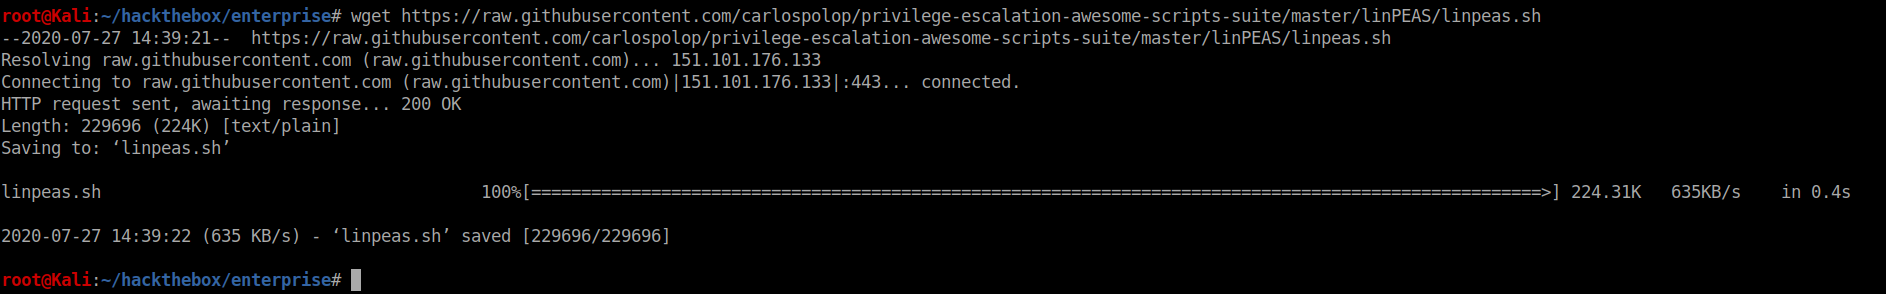 root@Kali:~/hackthebox/enterprise# wget https://raw.githubusercontent.com/carlospolop/privilege-escalation-awesome-scripts-suite/master/linPEAS/linpeas.sh
--2020-07-27 14:39:21--  https://raw.githubusercontent.com/carlospolop/privilege-escalation-awesome-scripts-suite/master/linPEAS/linpeas.sh
Resolving raw.githubusercontent.com (raw.githubusercontent.com)... 151.101.176.133
Connecting to raw.githubusercontent.com (raw.githubusercontent.com)|151.101.176.133|:443... connected.
HTTP request sent, awaiting response... 200 OK
Length: 229696 (224K) [text/plain]
Saving to: ‘linpeas.sh’
linpeas.sh                                      100%[=====================================================================================================>] 224.31K   635KB/s    in 0.4s
2020-07-27 14:39:22 (635 KB/s) - ‘linpeas.sh’ saved [229696/229696]
root@Kali:~/hackthebox/enterprise#